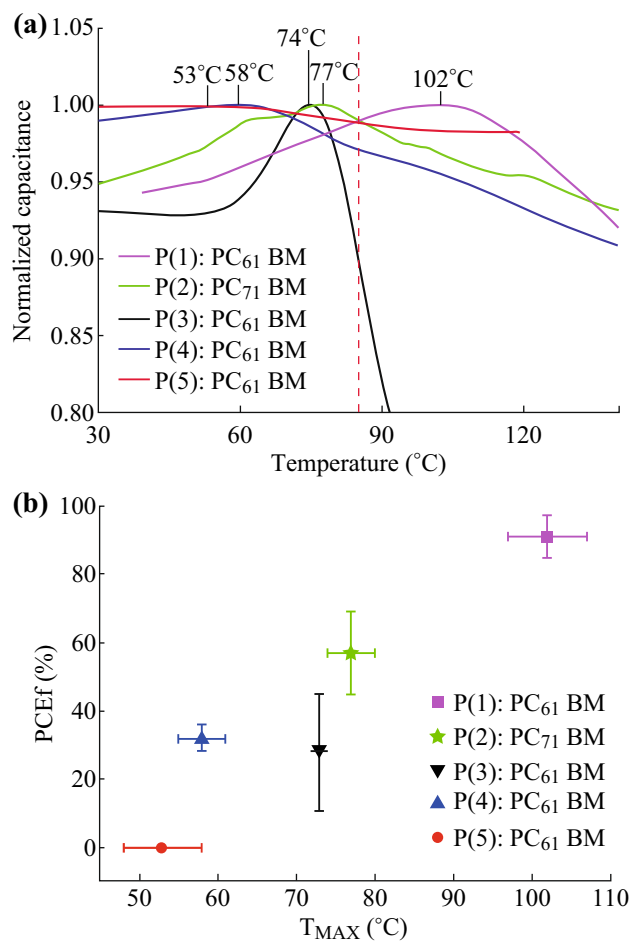 (a)
1.05
1.00
0.95
0.90
0.85
0.80
Normalized capacitance
53°C
58°C
74°C
77°C
102°C
P(1): PC61 BM
P(2): PC71 BM
P(3): PC61 BM
P(4): PC61 BM
P(5): PC61 BM
30
60
90
120
Temperature (°C)
(b)
100
80
60
40
20
0
PCEf (%)
P(1): PC61 BM
P(2): PC71 BM
P(3): PC61 BM
P(4): PC61 BM
P(5): PC61 BM
50
60
70
80
90
100
110
TMAX (°C)